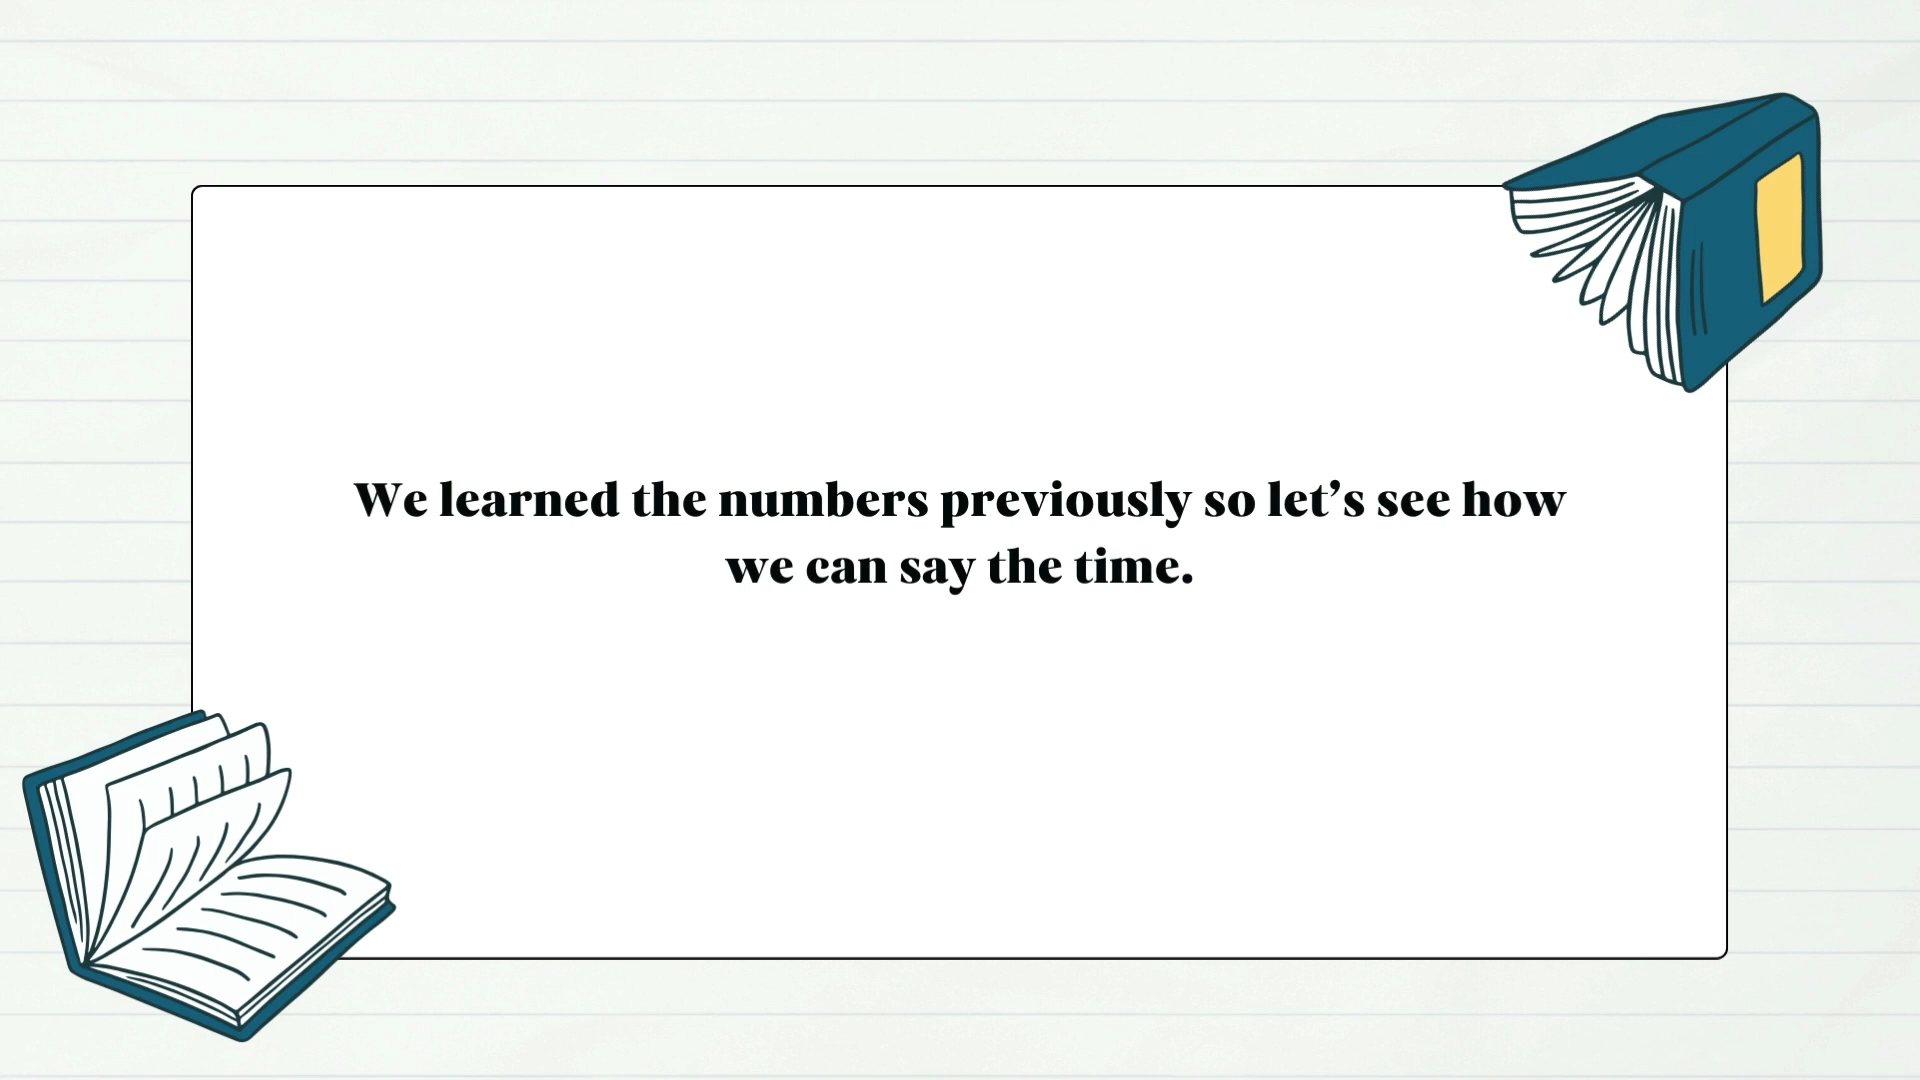 We learned the numbers previously so let’s see how
we can say the time.